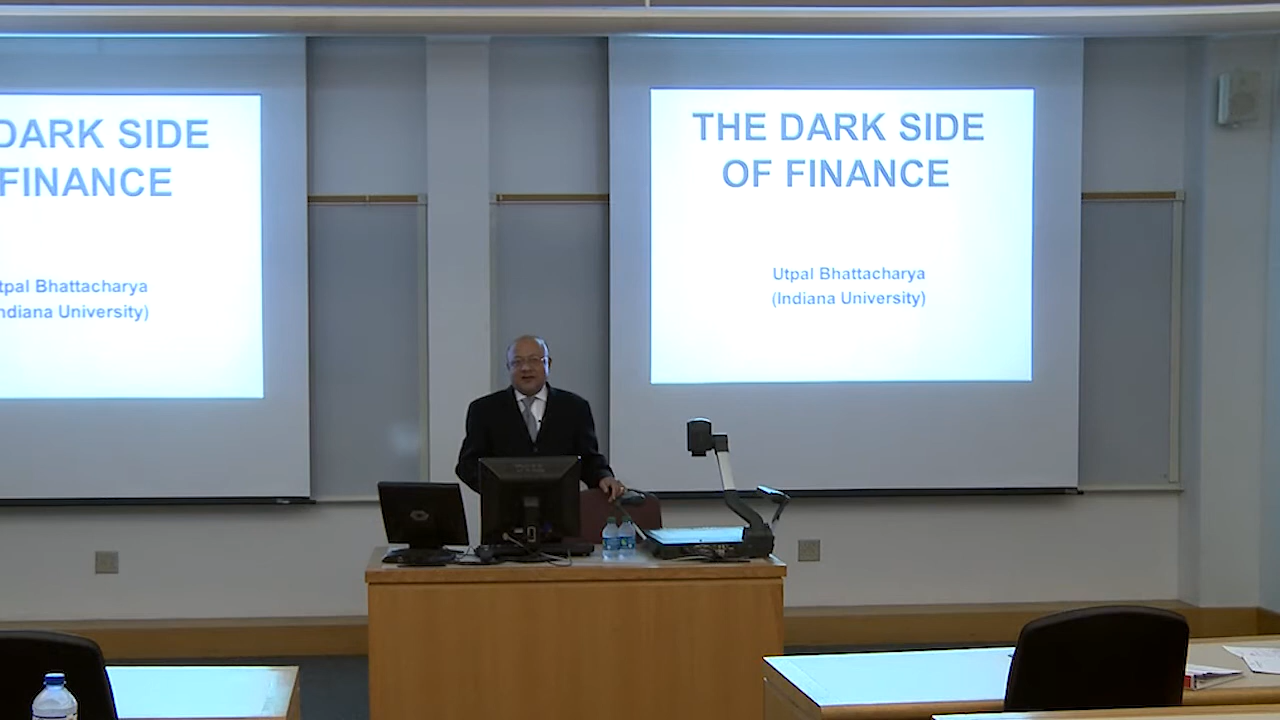 DARK SIDE
FINANCE
tpal Bhattacharya
ndiana University)
THE DARK SIDE
OF FINANCE
Utpal Bhattacharya
(Indiana University)